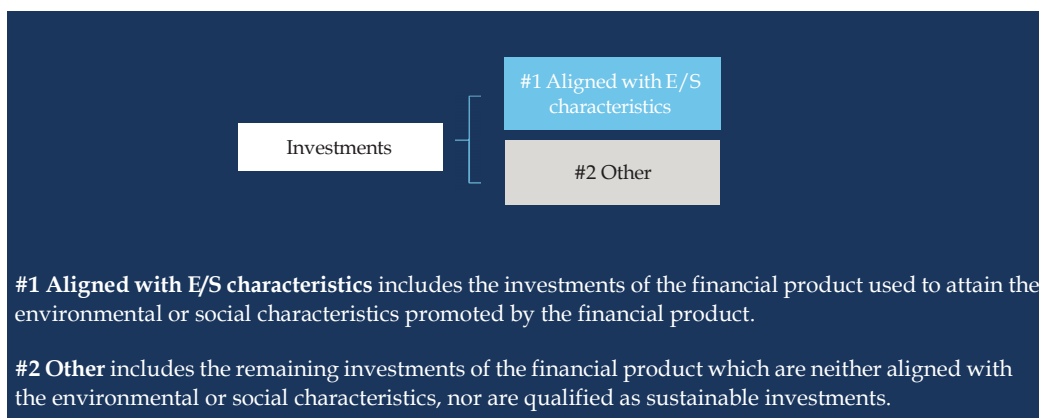 #1 Aligned with E/S
characteristics
Investments
#2 Other
#1 Aligned with E/S characteristics includes the investments of the financial product used to attain the
environmental or social characteristics promoted by the financial product.
#2 Other includes the remaining investments of the financial product which are neither aligned with
the environmental or social characteristics, nor are qualified as sustainable investments.